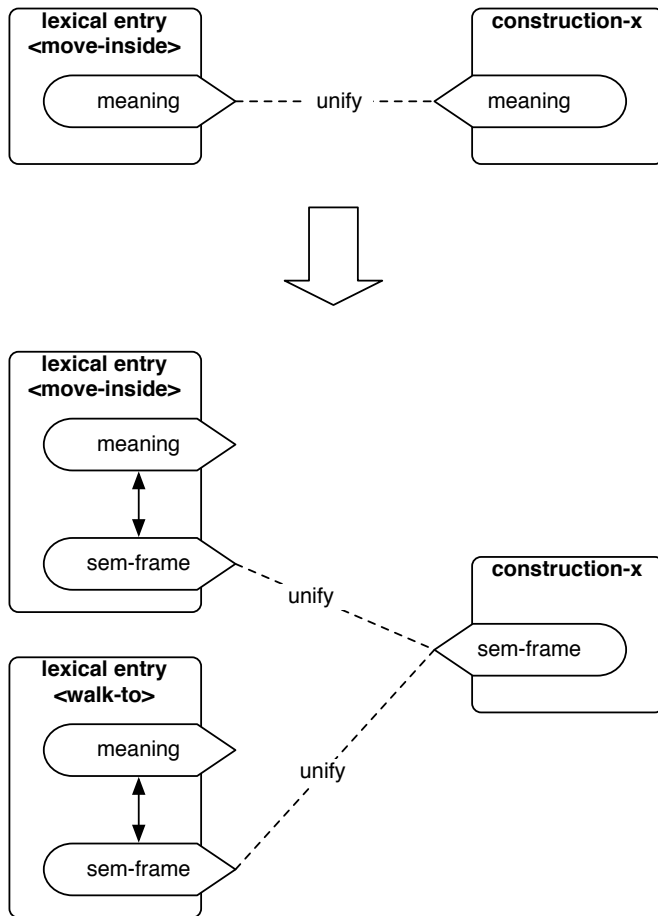 lexical entry
<move-inside>
meaning
unify
construction-x
meaning
lexical entry
<move-inside>
meaning
sem-frame
unify
construction-x
sem-frame
lexical entry
<walk-to>
meaning
unify
sem-frame